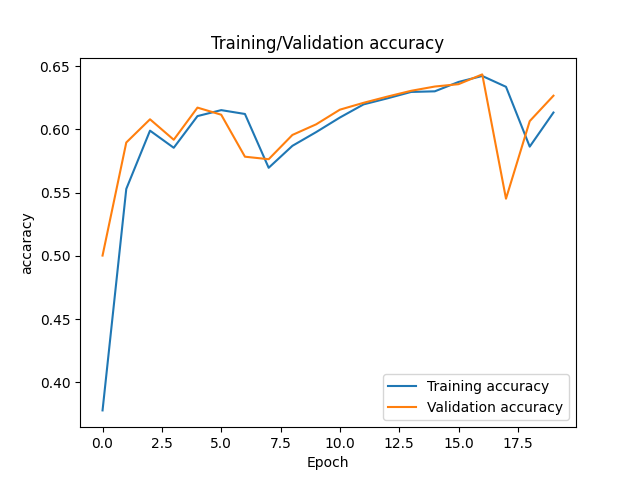 Training/Validation accuracy
accaracy
0.65
0.60
0.55
0.50
0.45
0.40
Training accuracy
Validation accuracy
0.0 2.5 5.0 7.5 10.0 12.5 15.0 17.5
Epoch